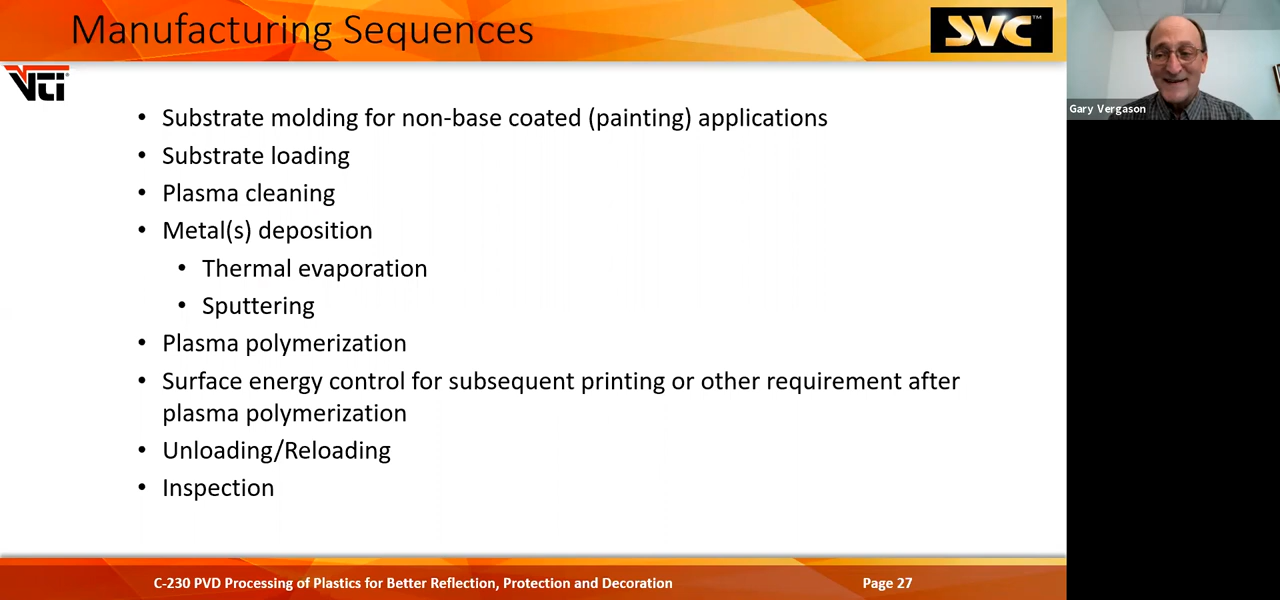 Manufacturing Sequences
SVC™
VTi
Gary Vergason
• Substrate molding for non-base coated (painting) applications
• Substrate loading
• Plasma cleaning
• Metal(s) deposition
• Thermal evaporation
• Sputtering
• Plasma polymerization
• Surface energy control for subsequent printing or other requirement after
plasma polymerization
• Unloading/Reloading
• Inspection
C-230 PVD Processing of Plastics for Better Reflection, Protection and Decoration
Page 27